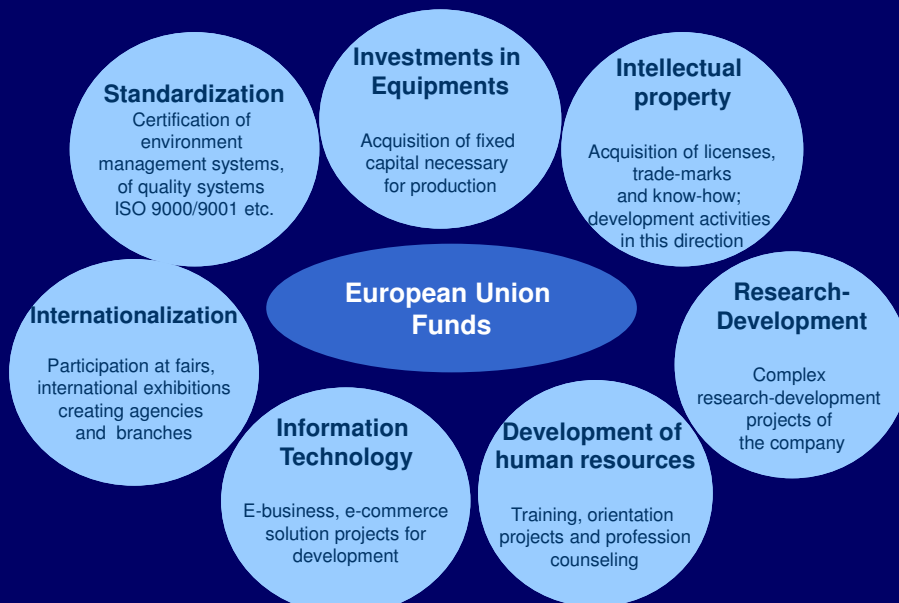 Standardization
Certification of
environment
management systems,
of quality systems
ISO 9000/9001 etc.
Investments in
Equipments
Acquisition of fixed
capital necessary
for production
Intellectual
property
Acquisition of licenses,
trade-marks
and know-how;
development activities
in this direction
European Union
Funds
Internationalization
Participation at fairs,
international exhibitions
creating agencies
and branches
Research-
Development
Complex
research-development
projects of
the company
Information
Technology
E-business, e-commerce
solution projects for
development
Development of
human resources
Training, orientation
projects and profession
counseling